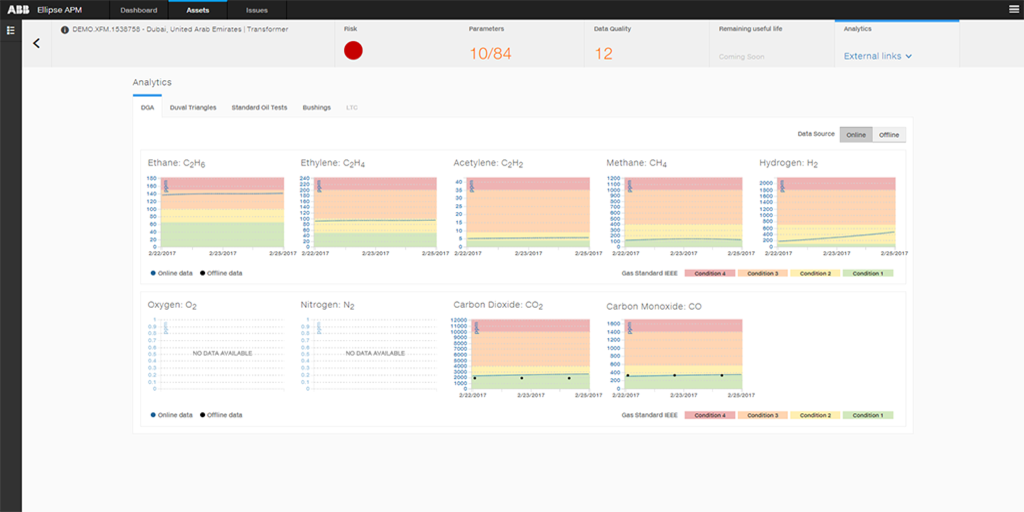 ABB Ellipse APM Dashboard Assets Issues
DEMO.XFM.1538758 - Dubai, United Arab Emirates | Transformer
Risk Parameters Data Quality Remaining useful life Analytics
10/84 12 Coming Soon External links
Analytics
DGA Duval Triangles Standard Oil Tests Bushings LTC
Data Source Online Offline
Ethane: C2H6
ppm
180
160
140
120
100
80
60
40
20
0
2/22/2017 2/23/2017 2/25/2017
Ethylene: C2H4
ppm
240
220
200
180
160
140
120
100
80
60
40
20
0
2/22/2017 2/23/2017 2/25/2017
Acetylene: C2H2
ppm
40
35
30
25
20
15
10
5
0
2/22/2017 2/23/2017 2/25/2017
Methane: CH4
ppm
1200
1100
1000
900
800
700
600
500
400
300
200
100
0
2/22/2017 2/23/2017 2/25/2017
Hydrogen: H2
ppm
2000
1800
1600
1400
1200
1000
800
600
400
200
0
2/22/2017 2/23/2017 2/25/2017
Online data Offline data
Gas Standard IEEE Condition 4 Condition 3 Condition 2 Condition 1
Oxygen: O2
ppm
1
0.9
0.8
0.7
0.6
0.5
0.4
0.3
0.2
0.1
0
NO DATA AVAILABLE
Nitrogen: N2
ppm
1
0.9
0.8
0.7
0.6
0.5
0.4
0.3
0.2
0.1
0
NO DATA AVAILABLE
Carbon Dioxide: CO2
ppm
12000
11000
10000
9000
8000
7000
6000
5000
4000
3000
2000
1000
0
2/22/2017 2/23/2017 2/25/2017
Carbon Monoxide: CO
ppm
1600
1400
1200
1000
800
600
400
200
0
2/22/2017 2/23/2017 2/25/2017
Online data Offline data
Gas Standard IEEE Condition 4 Condition 3 Condition 2 Condition 1